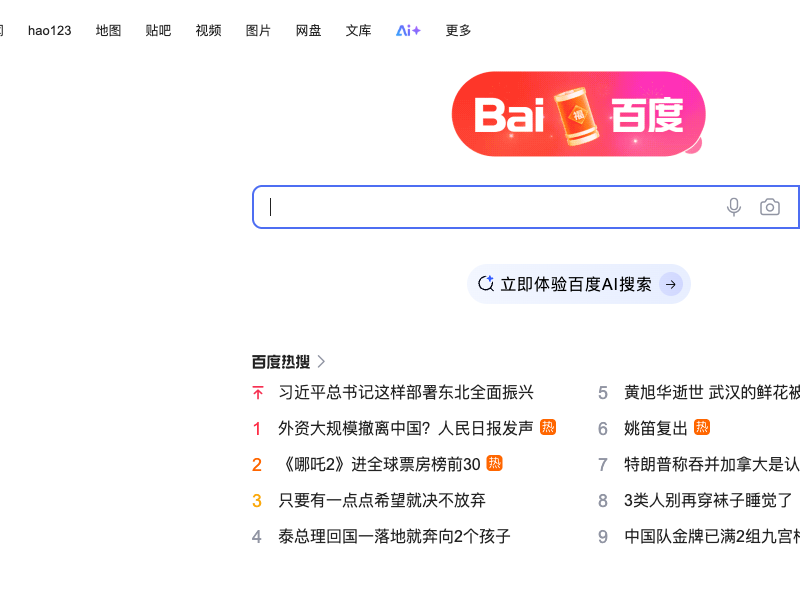 hao123 地图 贴吧 视频 图片 网盘 文库 Ai+ 更多
Bai 福 百度
立即体验百度AI搜索
百度热搜
习近平总书记这样部署东北全面振兴
1 外资大规模撤离中国？人民日报发声 热
2 《哪吒2》进全球票房榜前30 热
3 只要有一点点希望就决不放弃
4 泰总理回国一落地就奔向2个孩子
5 黄旭华逝世 武汉的鲜花被
6 姚笛复出 热
7 特朗普称吞并加拿大是认
8 3类人别再穿袜子睡觉了
9 中国队金牌已满2组九宫格